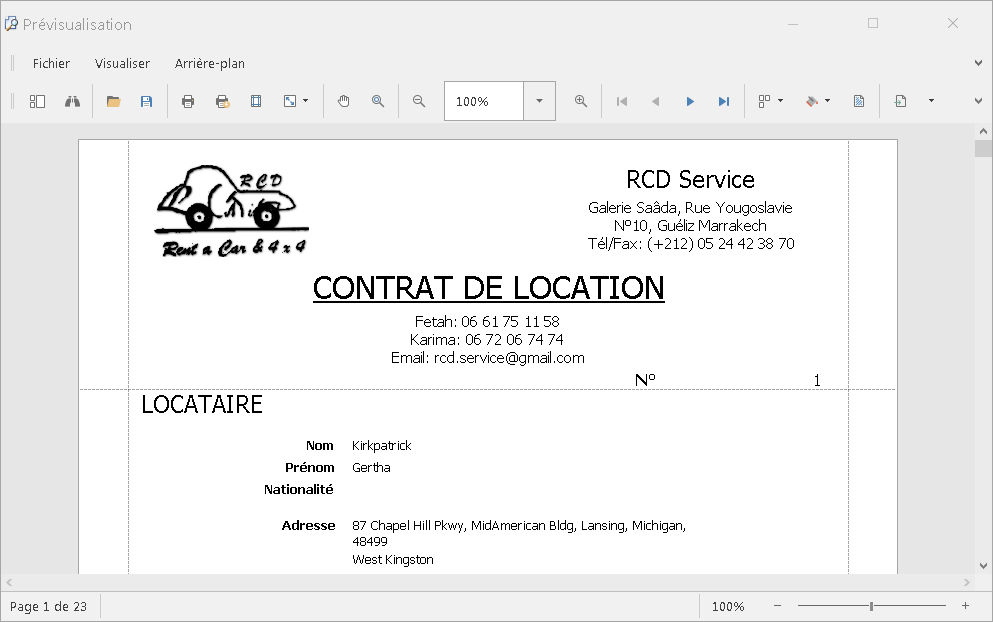 Prévisualisation
Fichier Visualiser Arrière-plan
100%
RCD
Rent a Car & 4 x 4
RCD Service
Galerie Saâda, Rue Yougoslavie
Nº10, Guéliz Marrakech
Tél/Fax: (+212) 05 24 42 38 70
CONTRAT DE LOCATION
Fetah: 06 61 75 11 58
Karima: 06 72 06 74 74
Email: rcd.service@gmail.com
Nº 1
LOCATAIRE
Nom Kirkpatrick
Prénom Gertha
Nationalité
Adresse 87 Chapel Hill Pkwy, MidAmerican Bldg, Lansing, Michigan,
48499
West Kingston
Page 1 de 23 100%